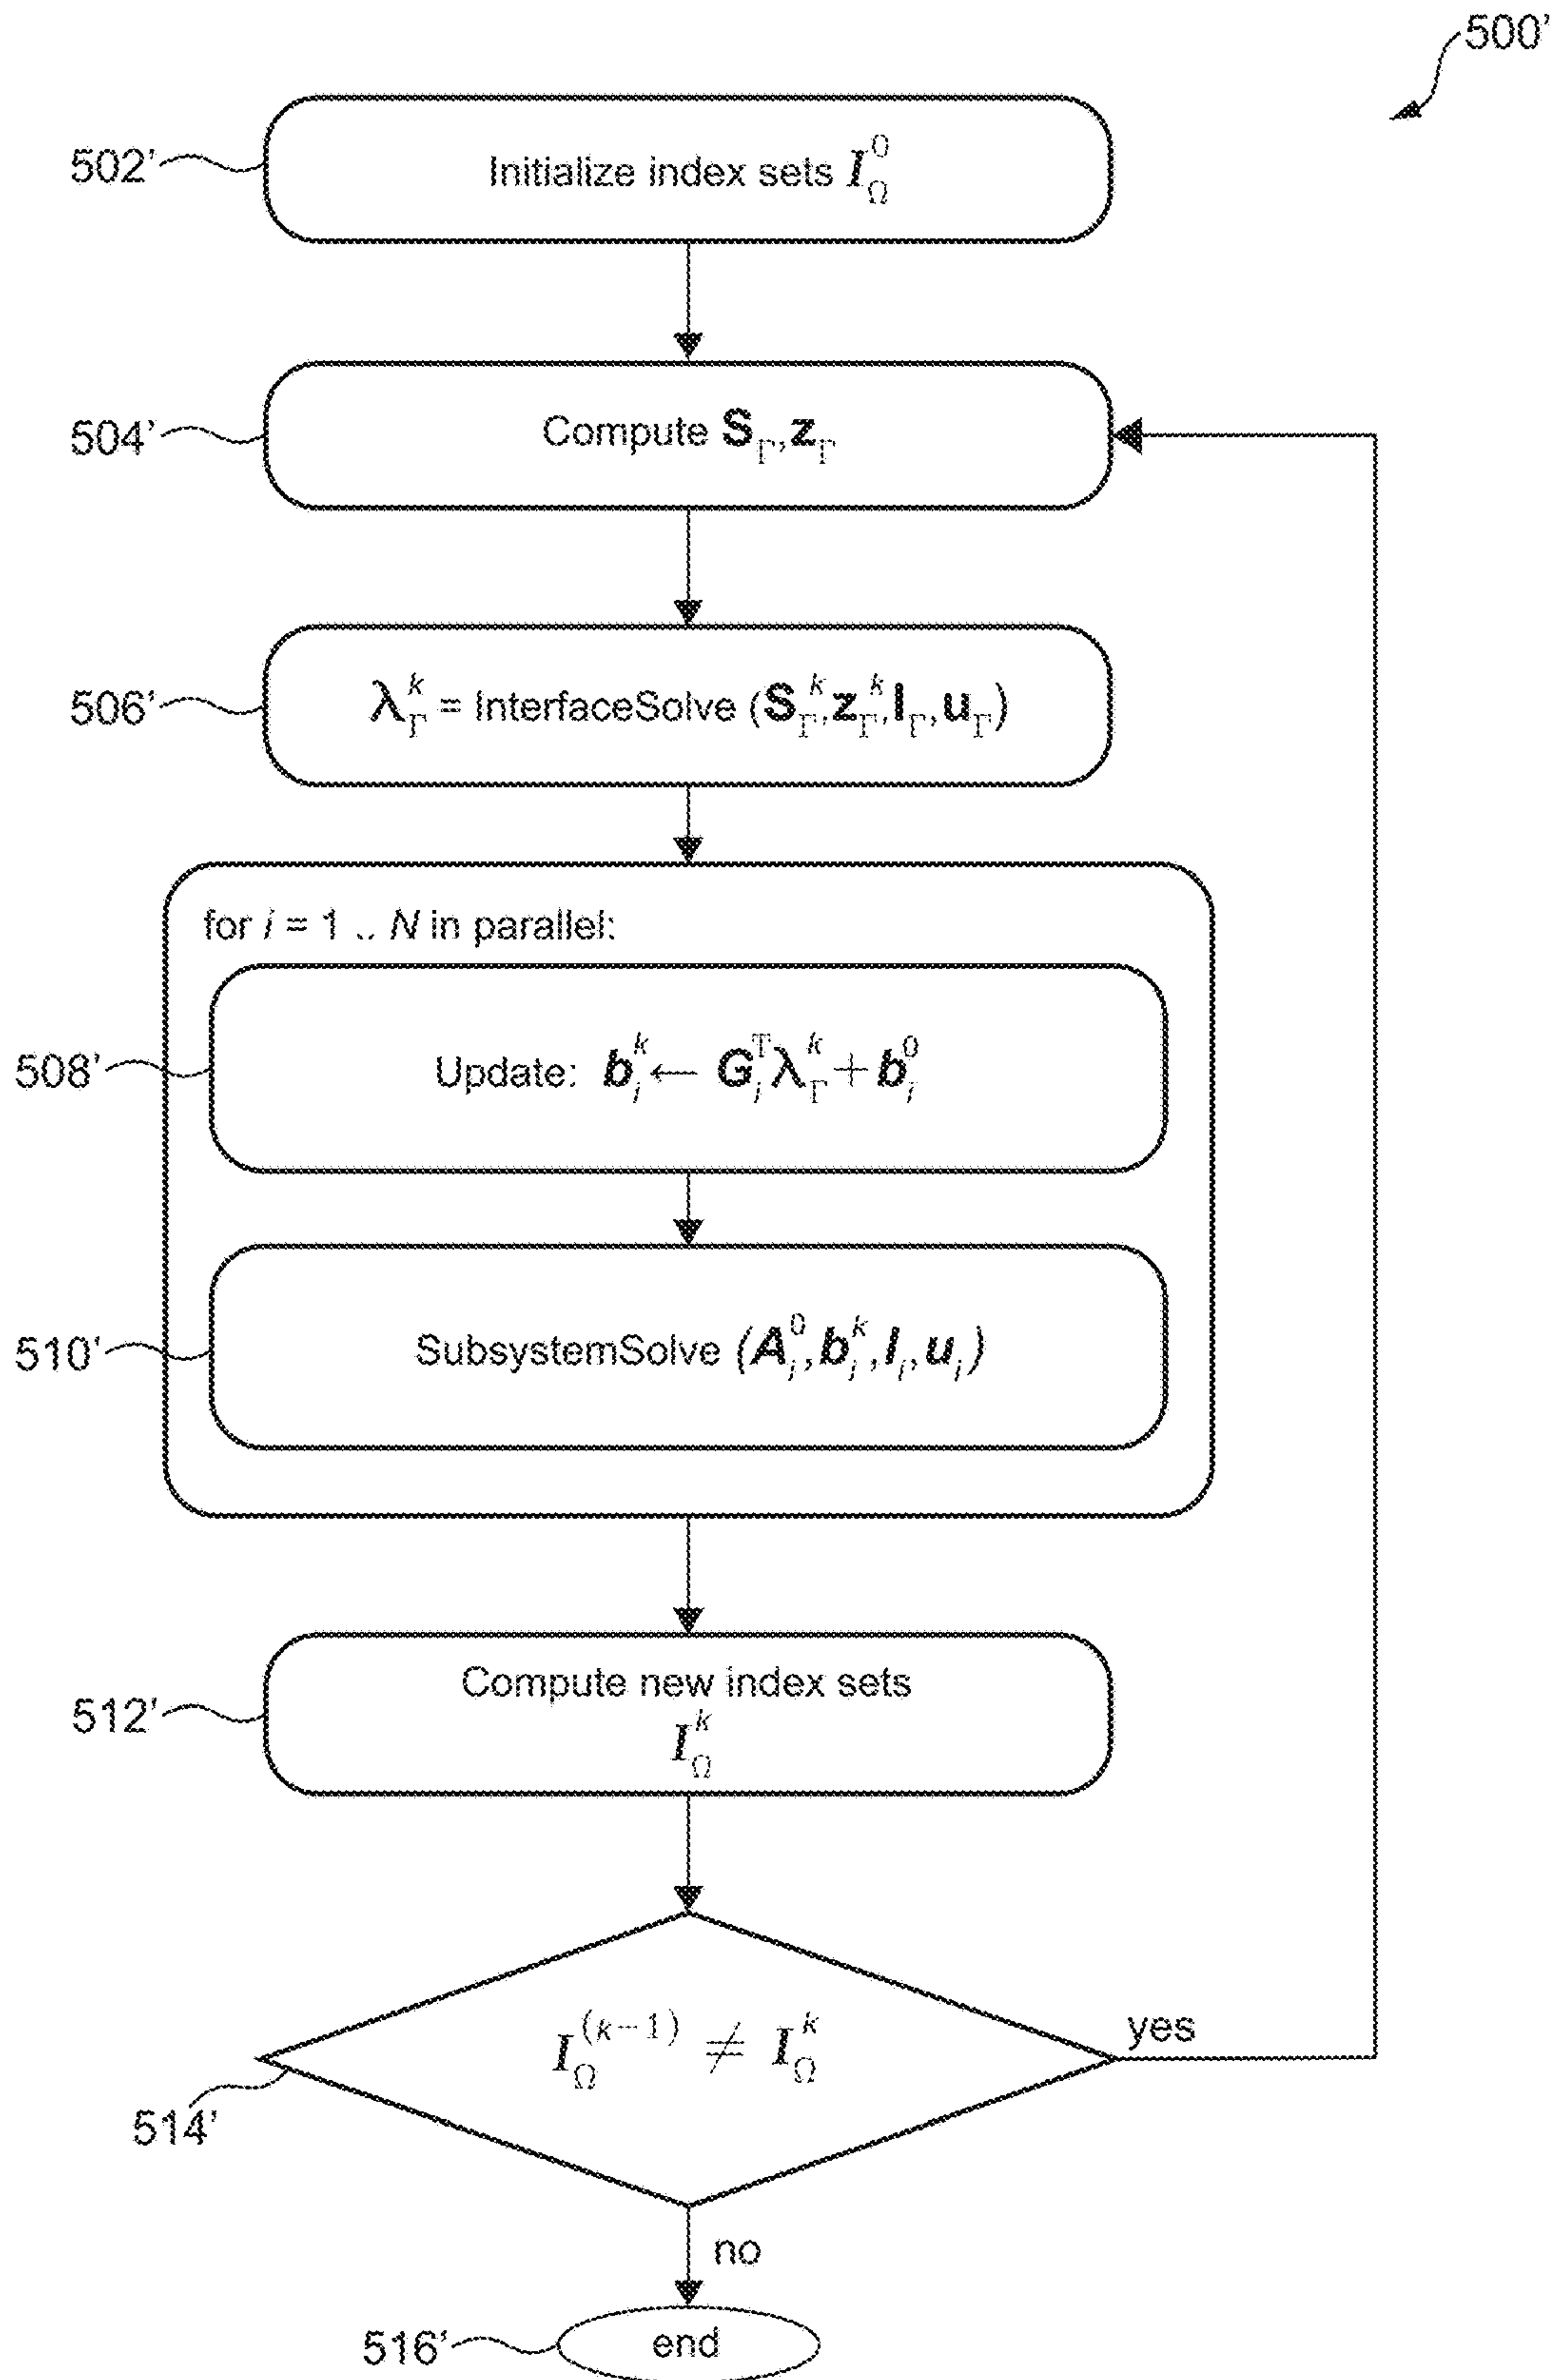 500'
502'
Initialize index sets I_Ω^0
504'
Compute S_Γ, z_Γ
506'
λ_Γ^k = InterfaceSolve (S_Γ^k, z_Γ^k, l_Γ, u_Γ)
for i = 1 .. N in parallel:
508'
Update: b_i^k ← G_i^T λ_Γ^k + b_i^0
510'
SubsystemSolve (A_i^0, b_i^k, l_i, u_i)
512'
Compute new index sets
I_Ω^k
514'
I_Ω^(k−1) ≠ I_Ω^k
yes
no
516'
end